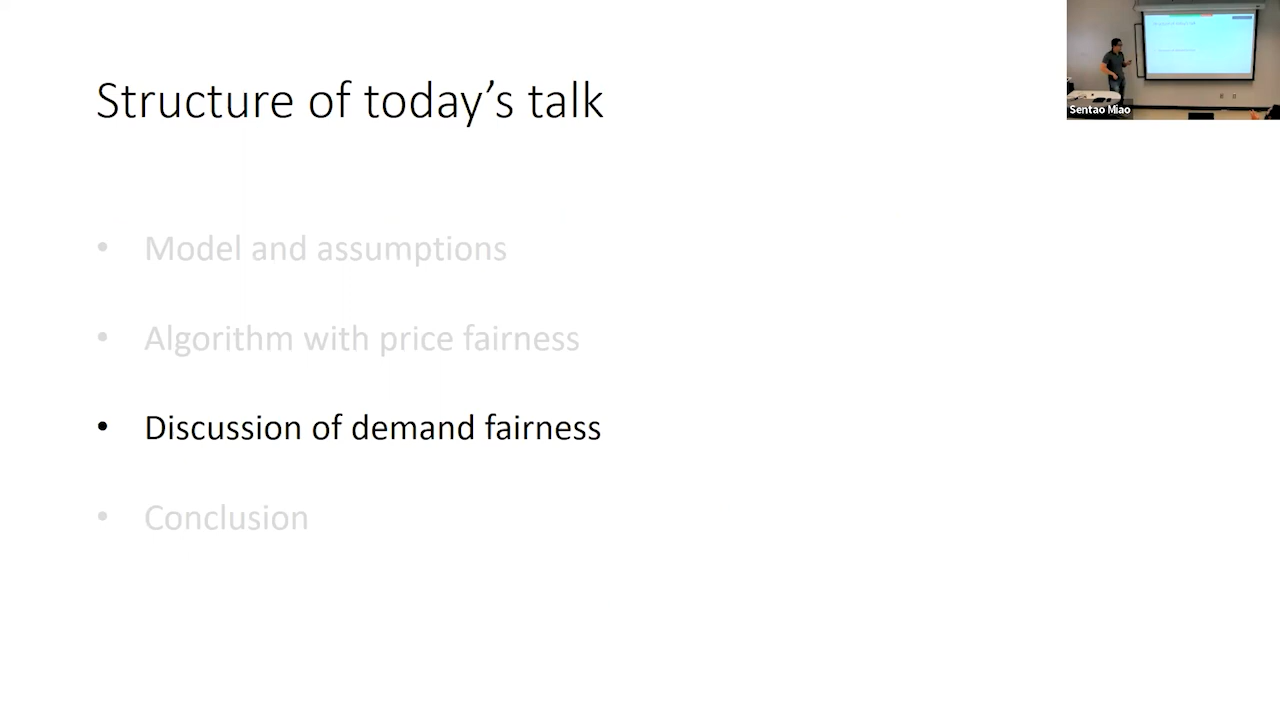 Structure of today's talk
Sentao Miao
• Model and assumptions
• Algorithm with price fairness
• Discussion of demand fairness
• Conclusion